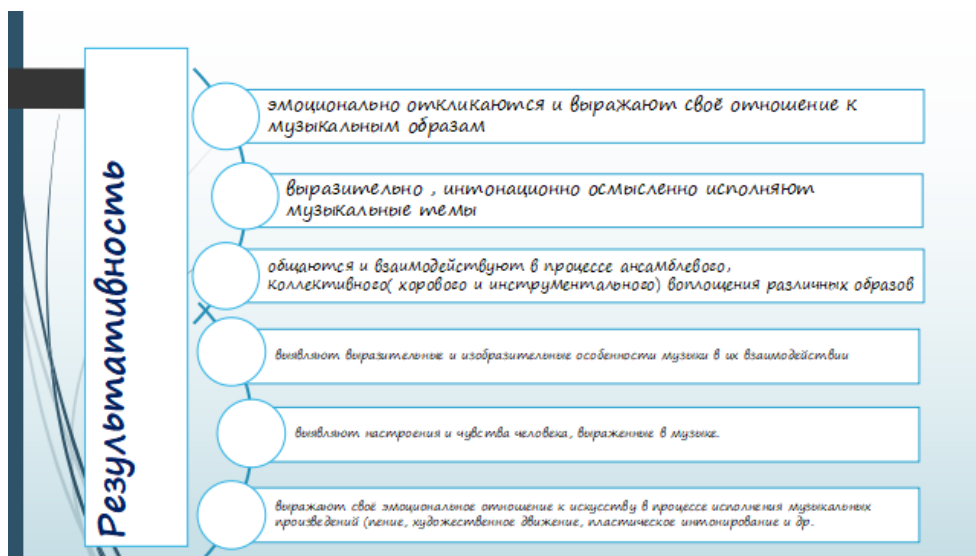 Результативность
эмоционально откликаются и выражают своё отношение к
музыкальным образам
выразительно , интонационно осмысленно исполняют
музыкальные темы
общаются и взаимодействуют в процессе ансамблевого,
коллективного( хорового и инструментального) воплощения различных образов
выявляют выразительные и изобразительные особенности музыки в их взаимодействии
выявляют настроения и чувства человека, выраженные в музыке.
выражают своё эмоциональное отношение к искусству в процессе исполнения музыкальных
произведений (пение, художественное движение, пластическое интонирование и др.